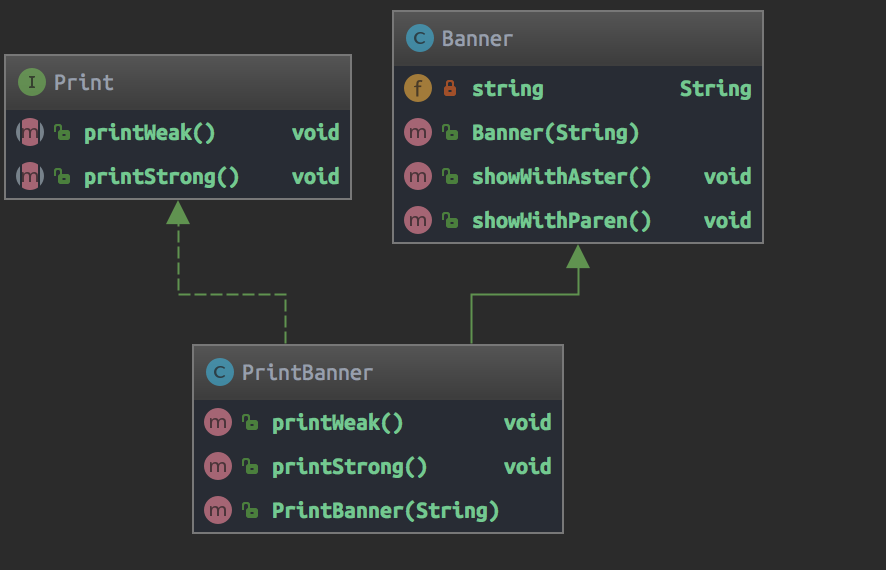 I Print
m printWeak() void
m printStrong() void
C Banner
f string String
m Banner(String)
m showWithAster() void
m showWithParen() void
C PrintBanner
m printWeak() void
m printStrong() void
m PrintBanner(String)